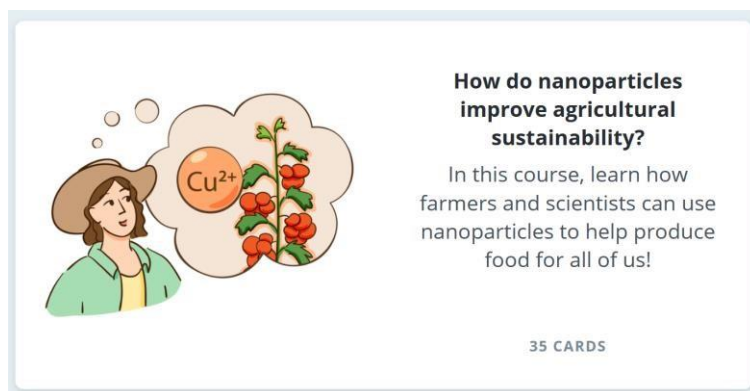 Cu²⁺
How do nanoparticles
improve agricultural
sustainability?
In this course, learn how
farmers and scientists can use
nanoparticles to help produce
food for all of us!
35 CARDS